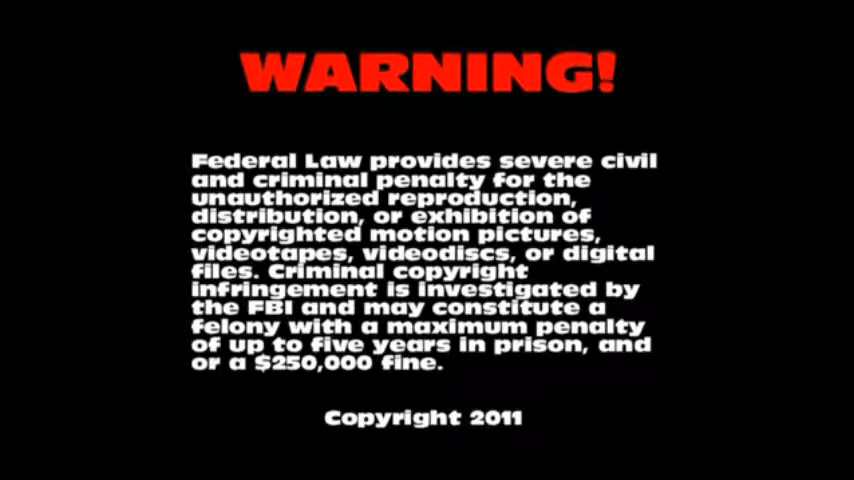 WARNING!
Federal Law provides severe civil
and criminal penalty for the
unauthorized reproduction,
distribution, or exhibition of
copyrighted motion pictures,
videotapes, videodiscs, or digital
files. Criminal copyright
infringement is investigated by
the FBI and may constitute a
felony with a maximum penalty
of up to five years in prison, and
or a $250,000 fine.
Copyright 2011